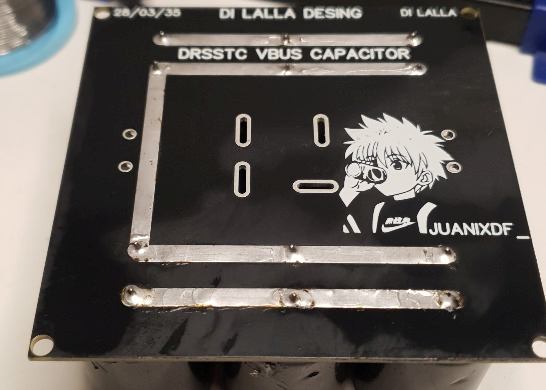 28/03/35
DI LALLA DESING
DI LALLA
DRSSTC VBUS CAPACITOR
JUANIXDF_